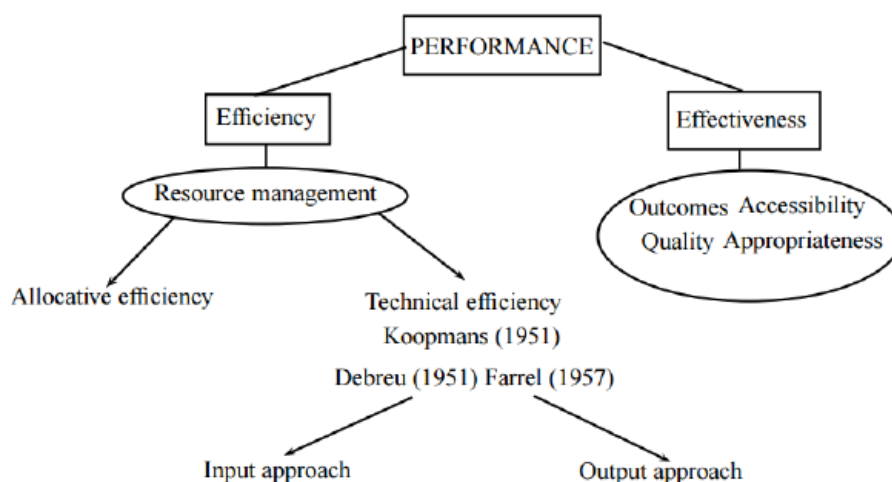 PERFORMANCE
Efficiency
Effectiveness
Resource management
Outcomes Accessibility
Quality Appropriateness
Allocative efficiency
Technical efficiency
Koopmans (1951)
Debreu (1951) Farrel (1957)
Input approach
Output approach